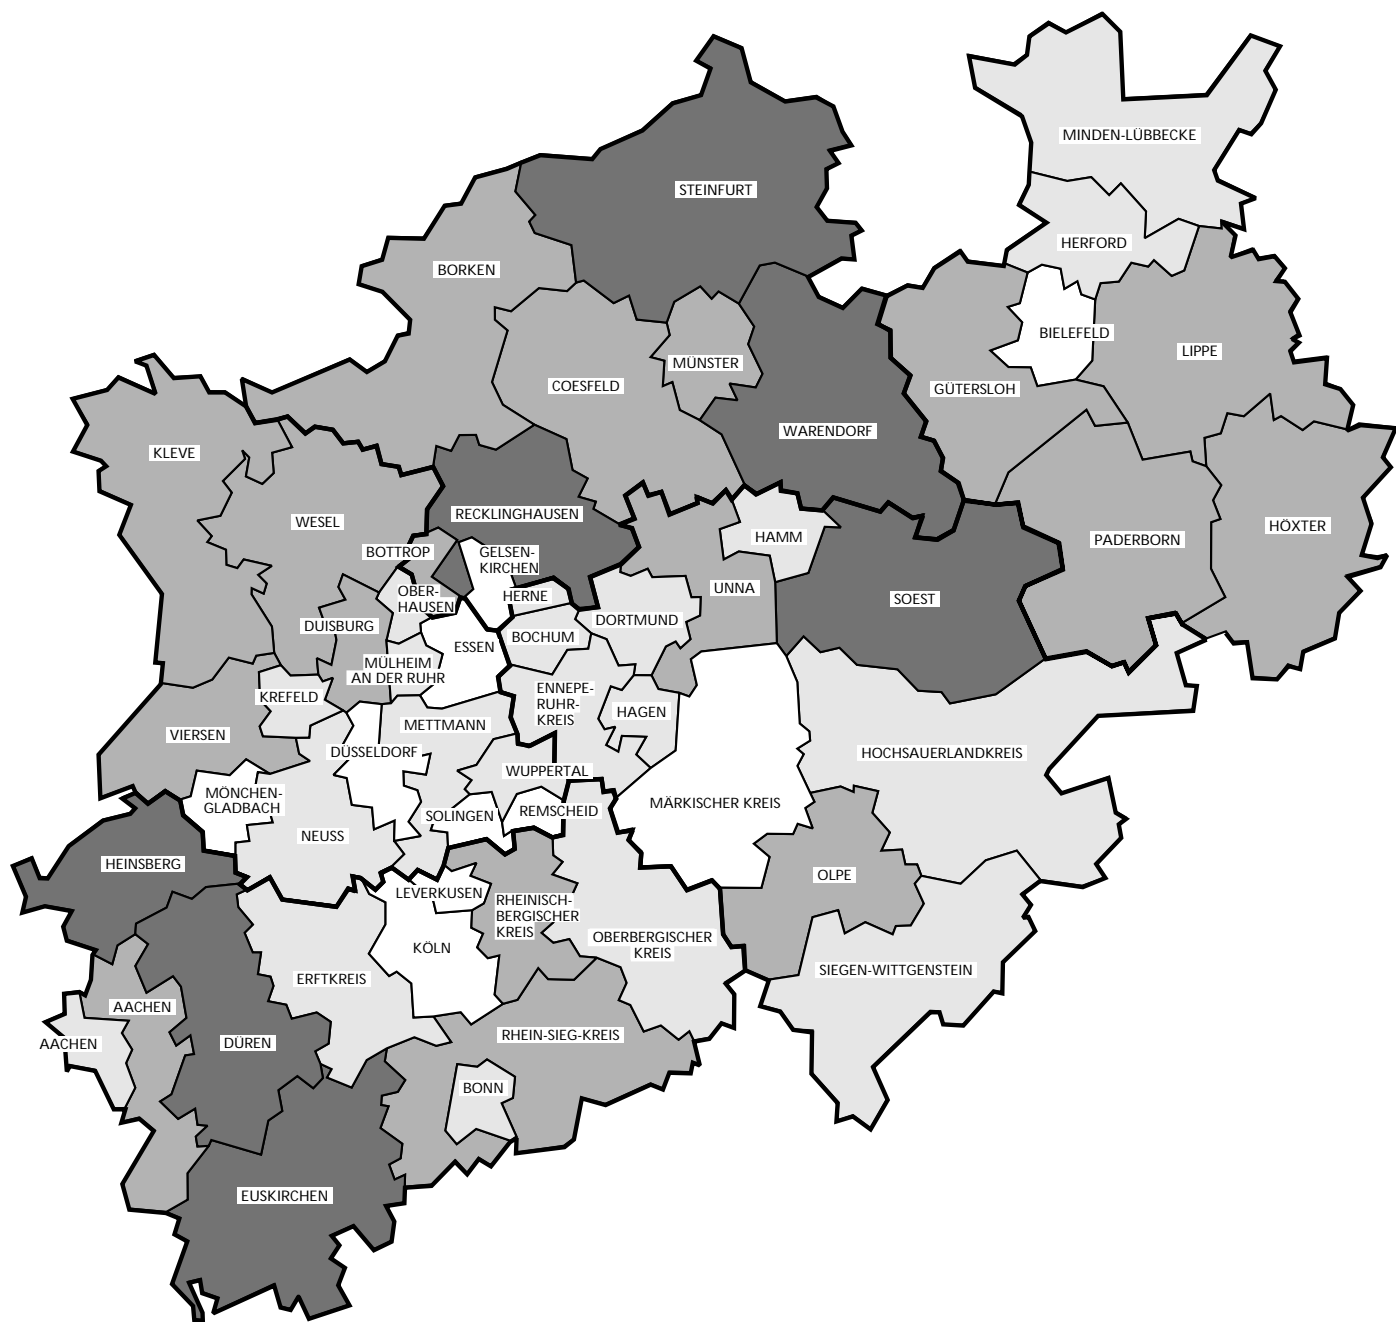 MINDEN-LÜBBECKE
STEINFURT
HERFORD
BORKEN
BIELEFELD
LIPPE
MÜNSTER
COESFELD
GÜTERSLOH
WARENDORF
KLEVE
RECKLINGHAUSEN
WESEL
HÖXTER
HAMM
PADERBORN
BOTTROP
GELSEN-
KIRCHEN
UNNA
OBER-
HAUSEN
HERNE
SOEST
DORTMUND
DUISBURG
BOCHUM
ESSEN
MÜLHEIM
AN DER RUHR
KREFELD
ENNEPE-
RUHR-
KREIS
HAGEN
METTMANN
VIERSEN
DÜSSELDORF
HOCHSAUERLANDKREIS
WUPPERTAL
MÖNCHEN-
GLADBACH
MÄRKISCHER KREIS
REMSCHEID
SOLINGEN
NEUSS
HEINSBERG
OLPE
LEVERKUSEN
RHEINISCH-
BERGISCHER
KREIS
OBERBERGISCHER
KREIS
KÖLN
SIEGEN-WITTGENSTEIN
ERFTKREIS
AACHEN
RHEIN-SIEG-KREIS
AACHEN
DÜREN
BONN
EUSKIRCHEN